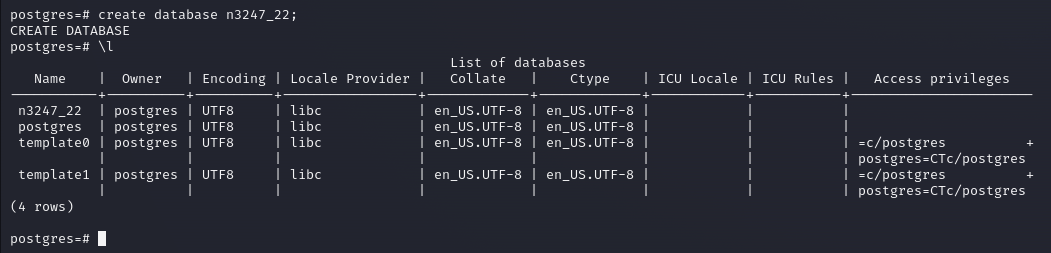 postgres=# create database n3247_22;
CREATE DATABASE
postgres=# \l
                                                       List of databases
   Name    |  Owner   | Encoding | Locale Provider |   Collate   |    Ctype    | ICU Locale | ICU Rules |   Access privileges
-----------+----------+----------+-----------------+-------------+-------------+------------+-----------+-----------------------
 n3247_22  | postgres | UTF8     | libc            | en_US.UTF-8 | en_US.UTF-8 |            |           |
 postgres  | postgres | UTF8     | libc            | en_US.UTF-8 | en_US.UTF-8 |            |           |
 template0 | postgres | UTF8     | libc            | en_US.UTF-8 | en_US.UTF-8 |            |           | =c/postgres          +
           |          |          |                 |             |             |            |           | postgres=CTc/postgres
 template1 | postgres | UTF8     | libc            | en_US.UTF-8 | en_US.UTF-8 |            |           | =c/postgres          +
           |          |          |                 |             |             |            |           | postgres=CTc/postgres
(4 rows)
postgres=#